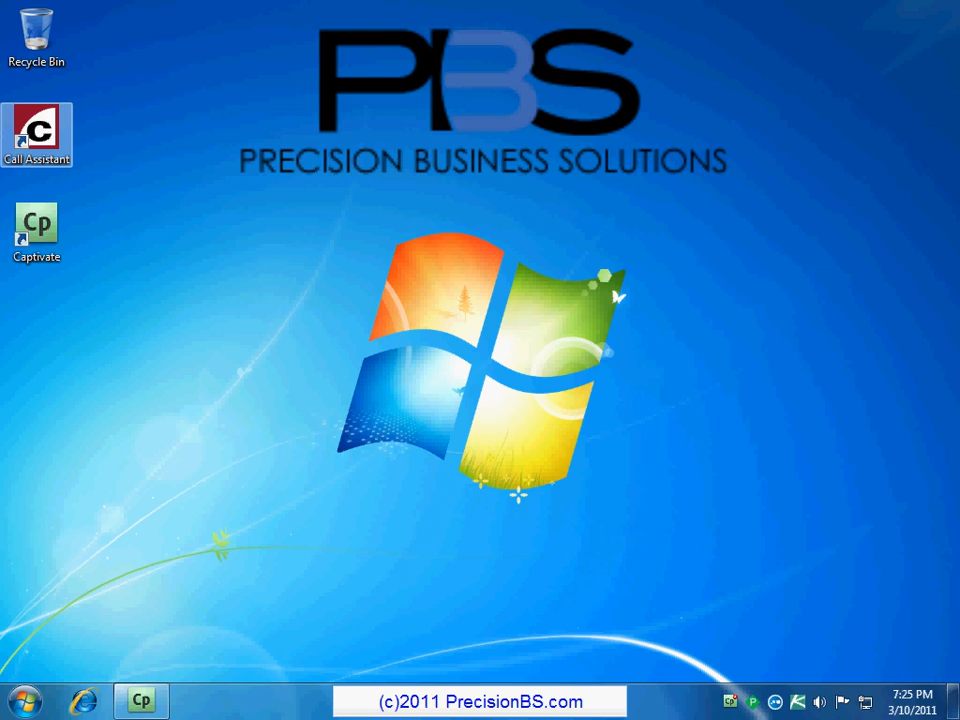 Recycle Bin
PBS
PRECISION BUSINESS SOLUTIONS
C
Call Assistant
Cp
Captivate
Cp
(c)2011 PrecisionBS.com
7:25 PM
3/10/2011